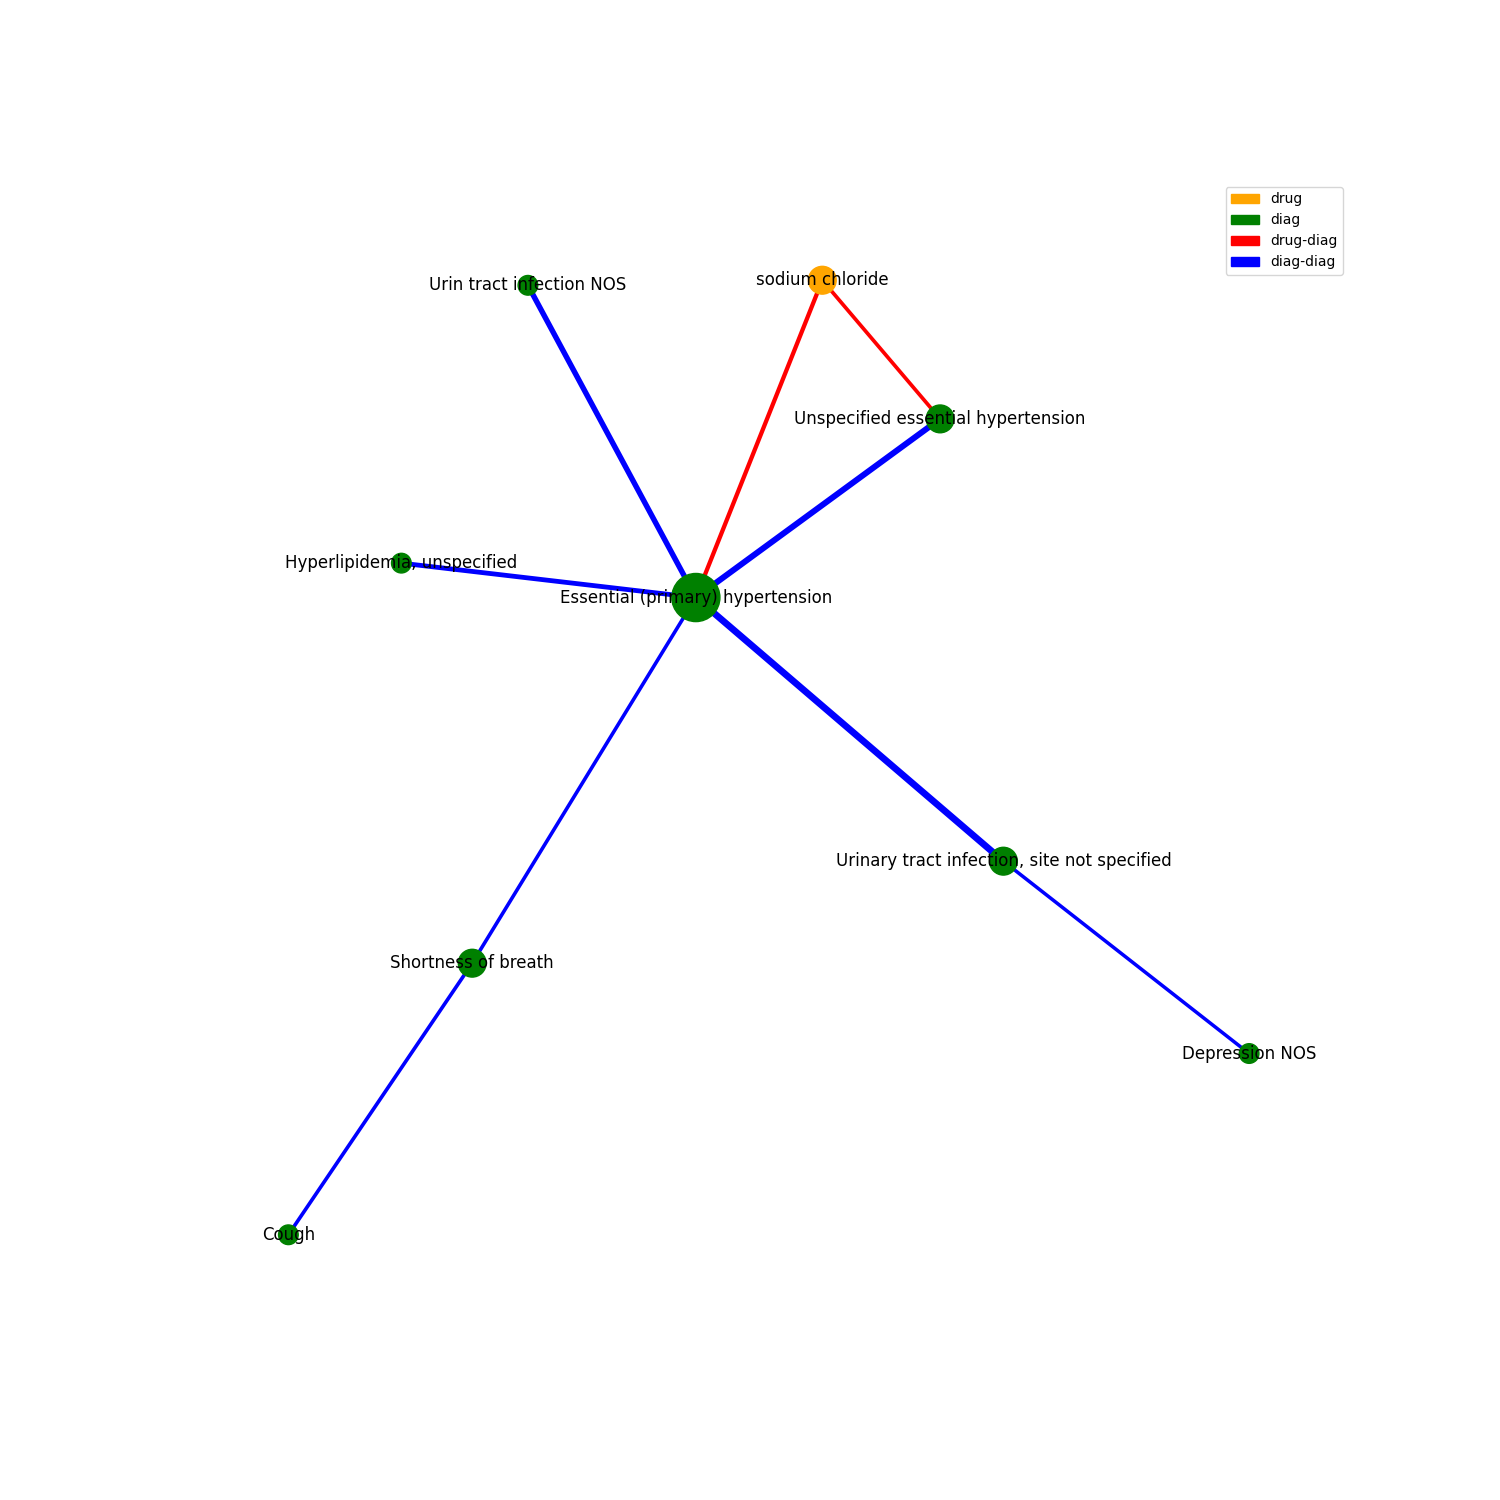 drug
diag
drug-diag
diag-diag
sodium chloride
Urin tract infection NOS
Unspecified essential hypertension
Hyperlipidemia, unspecified
Essential (primary) hypertension
Urinary tract infection, site not specified
Shortness of breath
Depression NOS
Cough